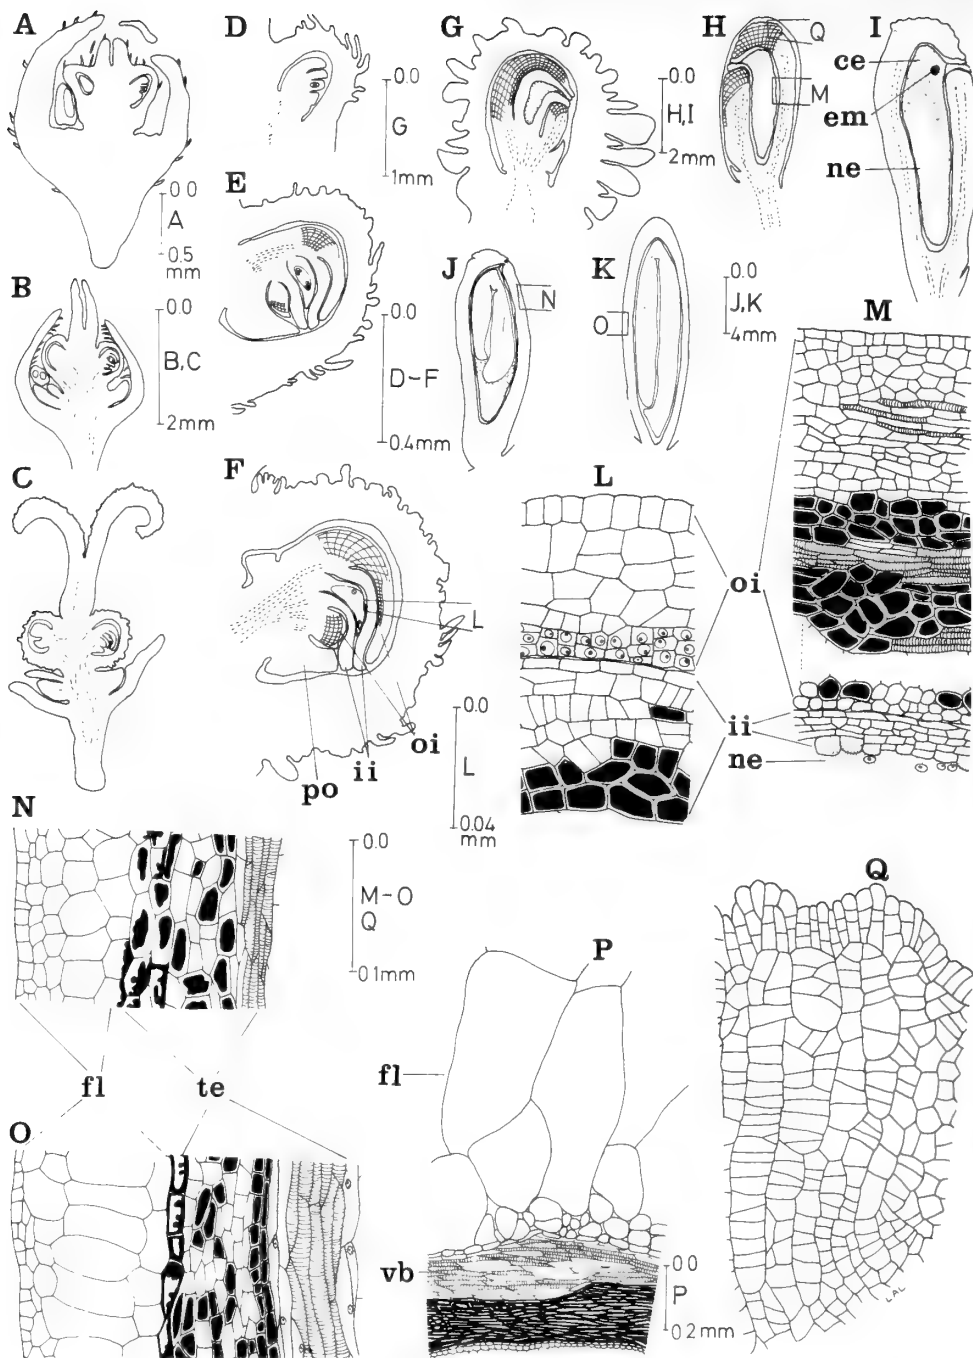 A
D
G
H
I
Q
M
ce
em
ne
0.0
G
1mm
0.0
H,I
2mm
0.0
A
0.5
mm
E
B
0.0
B,C
2mm
0.0
D–F
0.4mm
J
N
K
O
0.0
J,K
4mm
M
C
F
L
po
ii
oi
0.0
L
0.04
mm
L
oi
ii
ne
N
0.0
M–O
Q
0.1mm
fl
te
O
P
fl
vb
0.0
P
0.2mm
Q
LAL